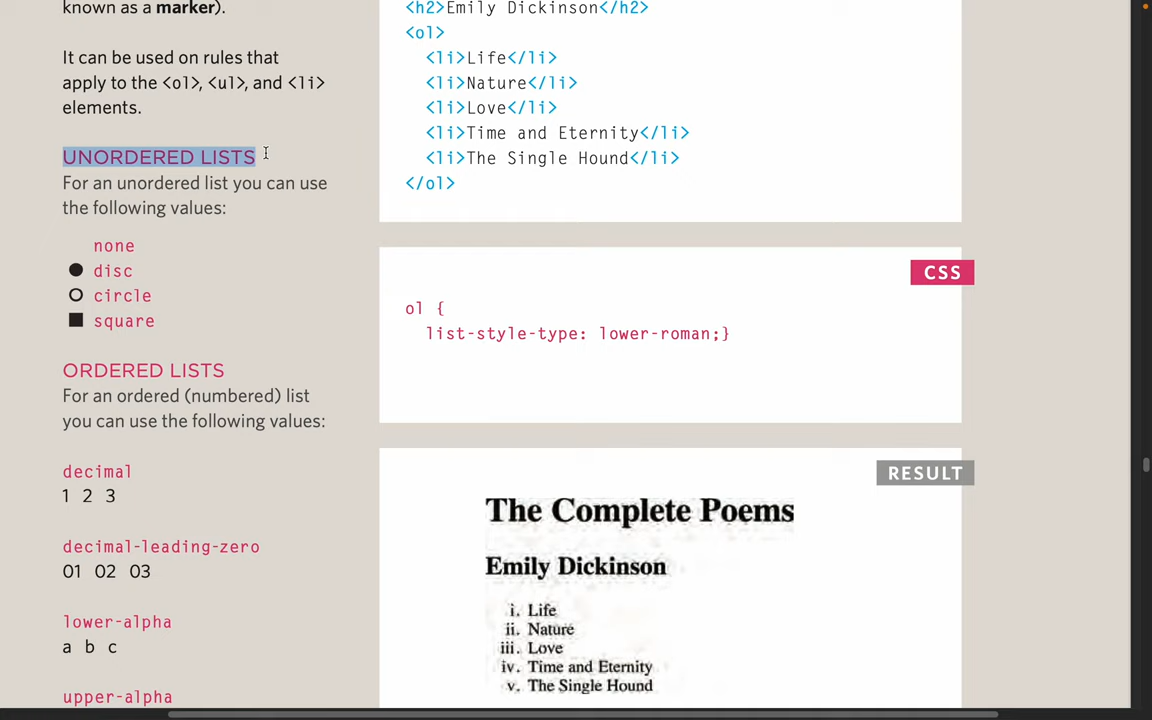 known as a marker).
It can be used on rules that
apply to the <ol>, <ul>, and <li>
elements.
UNORDERED LISTS
For an unordered list you can use
the following values:
none
disc
circle
square
ORDERED LISTS
For an ordered (numbered) list
you can use the following values:
decimal
1 2 3
decimal-leading-zero
01 02 03
lower-alpha
a b c
upper-alpha
<h2>Emily Dickinson</h2>
<ol>
<li>Life</li>
<li>Nature</li>
<li>Love</li>
<li>Time and Eternity</li>
<li>The Single Hound</li>
</ol>
CSS
ol {
list-style-type: lower-roman;}
RESULT
The Complete Poems
Emily Dickinson
i. Life
ii. Nature
iii. Love
iv. Time and Eternity
v. The Single Hound